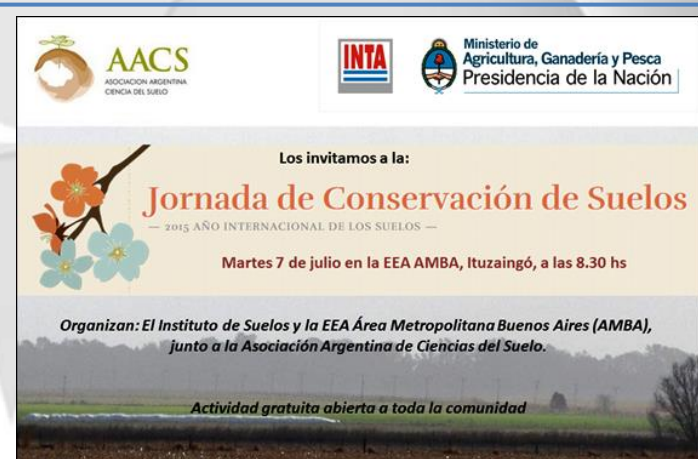 AACS
ASOCIACION ARGENTINA
CIENCIA DEL SUELO
INTA
Ministerio de
Agricultura, Ganadería y Pesca
Presidencia de la Nación
Los invitamos a la:
Jornada de Conservación de Suelos
— 2015 AÑO INTERNACIONAL DE LOS SUELOS —
Martes 7 de julio en la EEA AMBA, Ituzaingó, a las 8.30 hs
Organizan: El Instituto de Suelos y la EEA Área Metropolitana Buenos Aires (AMBA),
junto a la Asociación Argentina de Ciencias del Suelo.
Actividad gratuita abierta a toda la comunidad